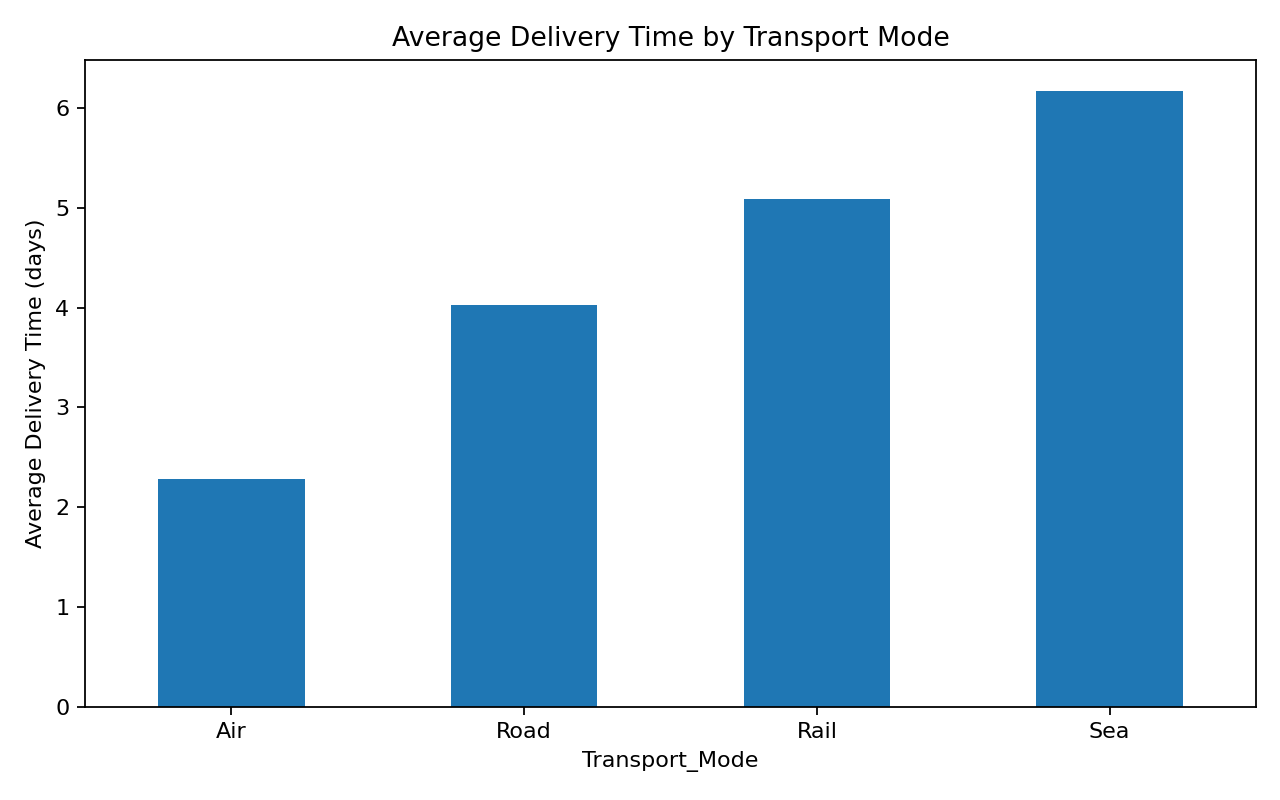 Average Delivery Time by Transport Mode
Average Delivery Time (days)
6
5
4
3
2
1
0
Air
Road
Rail
Sea
Transport_Mode